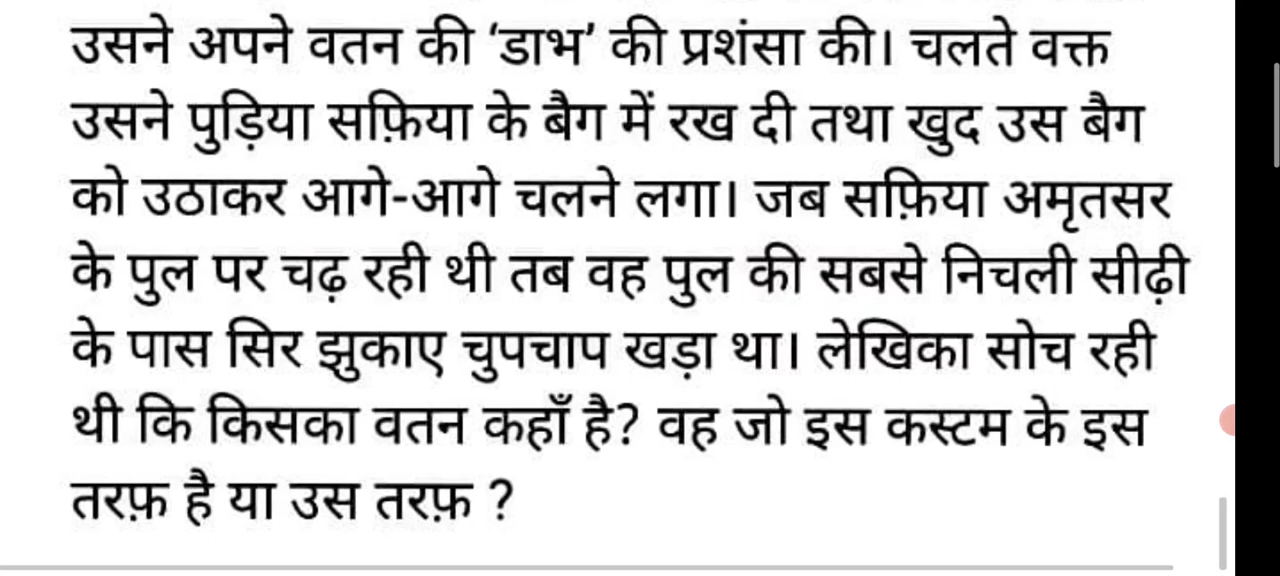 उसने अपने वतन की ‘डाभ’ की प्रशंसा की। चलते वक्त
उसने पुड़िया सफ़िया के बैग में रख दी तथा खुद उस बैग
को उठाकर आगे-आगे चलने लगा। जब सफ़िया अमृतसर
के पुल पर चढ़ रही थी तब वह पुल की सबसे निचली सीढ़ी
के पास सिर झुकाए चुपचाप खड़ा था। लेखिका सोच रही
थी कि किसका वतन कहाँ है? वह जो इस कस्टम के इस
तरफ़ है या उस तरफ़ ?